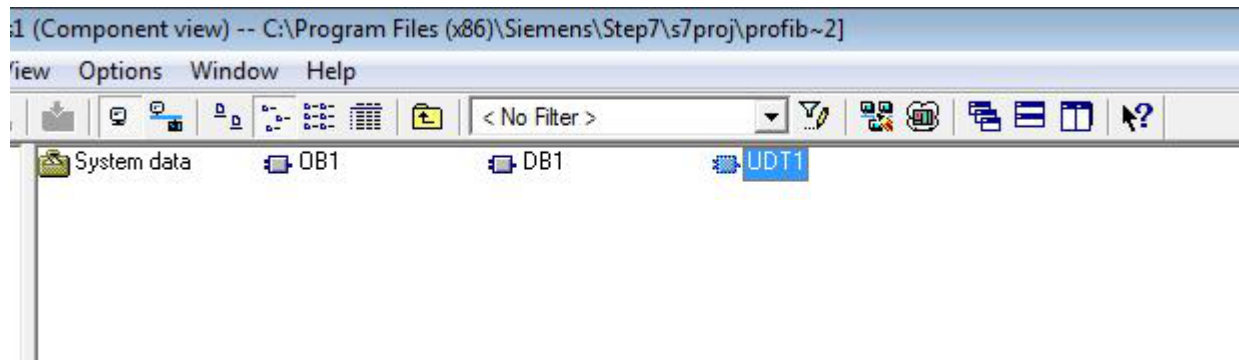 s1 (Component view) -- C:\Program Files (x86)\Siemens\Step7\s7proj\profib~2]
View Options Window Help
< No Filter >
System data OB1 DB1 UDT1